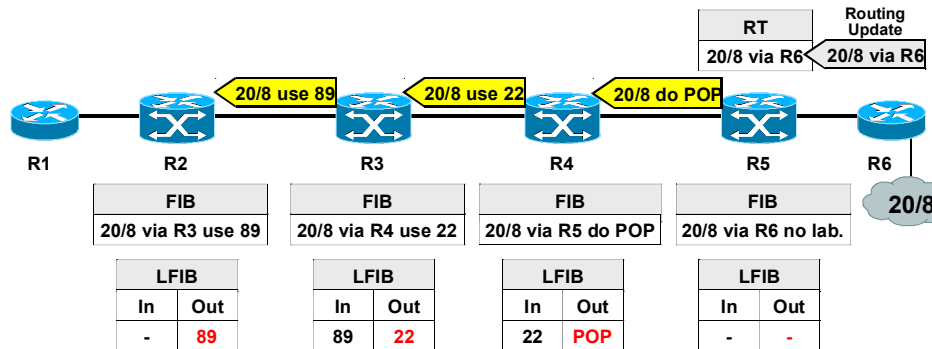 Routing
Update
RT
20/8 via R6
20/8 via R6
20/8 use 89
20/8 use 22
20/8 do POP
R1
R2
R3
R4
R5
R6
20/8
FIB
FIB
FIB
FIB
20/8 via R3 use 89
20/8 via R4 use 22
20/8 via R5 do POP
20/8 via R6 no lab.
LFIB
LFIB
LFIB
LFIB
In Out
In Out
In Out
In Out
- 89
89 22
22 POP
- -